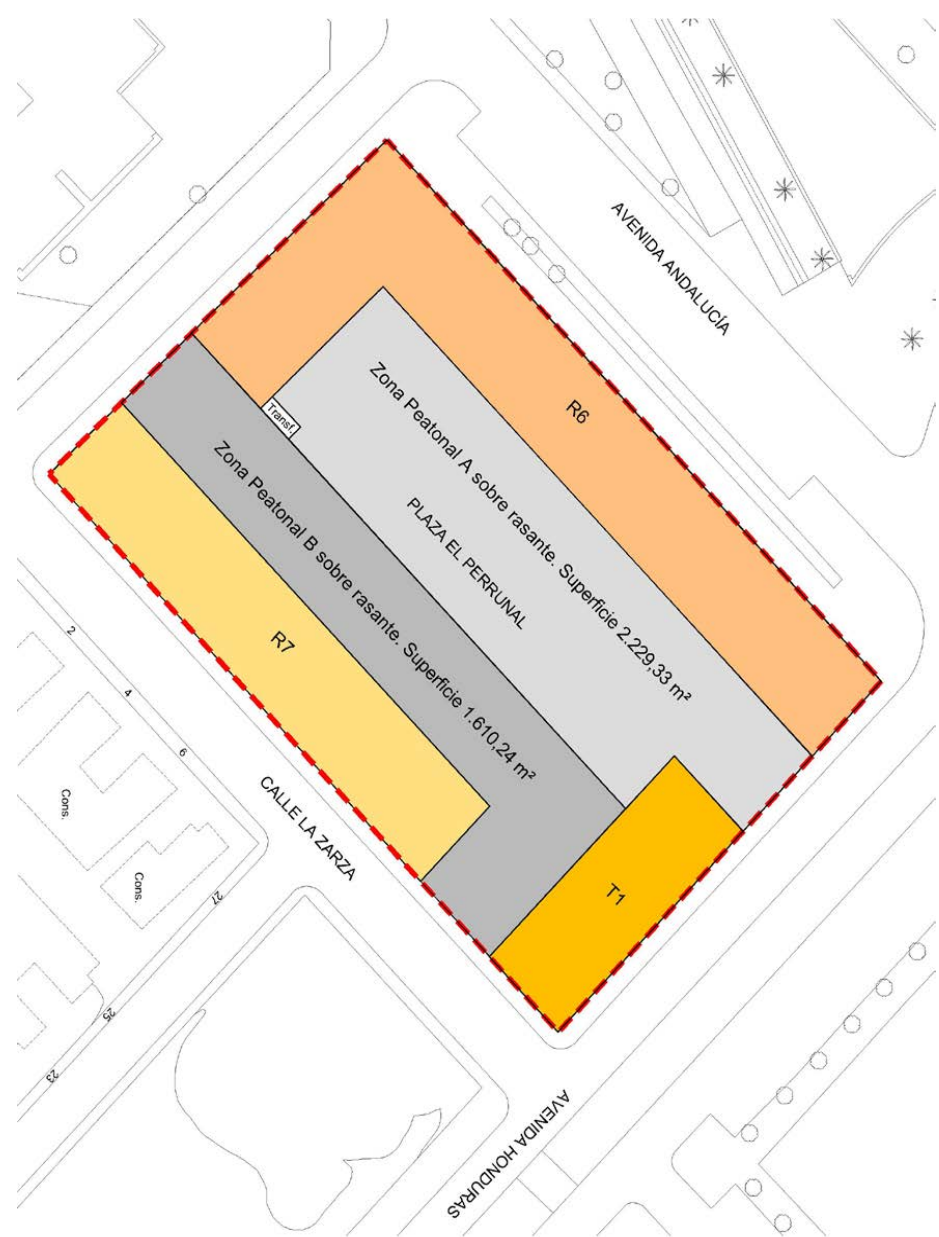 AVENIDA ANDALUCÍA
R6
Zona Peatonal A sobre rasante. Superficie 2.229,33 m²
Transf.
PLAZA EL PERRUNAL
Zona Peatonal B sobre rasante. Superficie 1.610,24 m²
R7
2
4
6
Cons.
CALLE LA ZARZA
Cons.
27
T1
25
23
AVENIDA HONDURAS